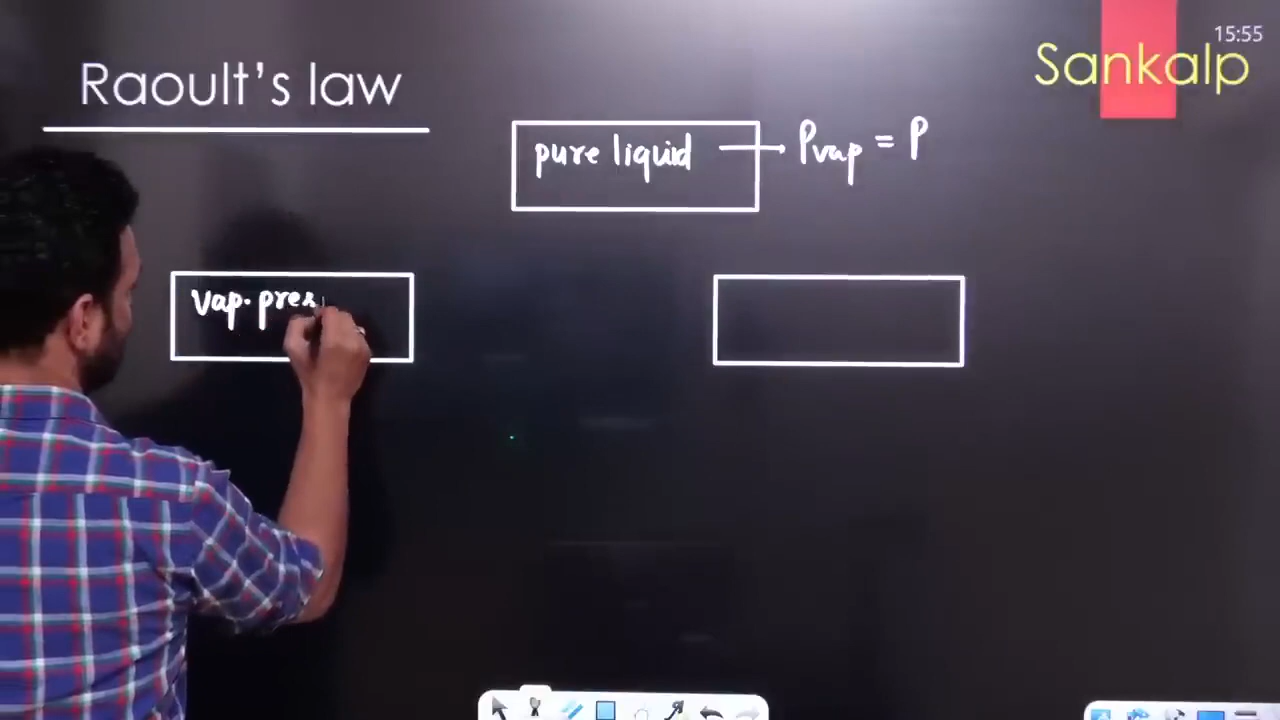 15:55
Sankalp
Raoult's law
pure liquid → Pvap = P
Vap. pres